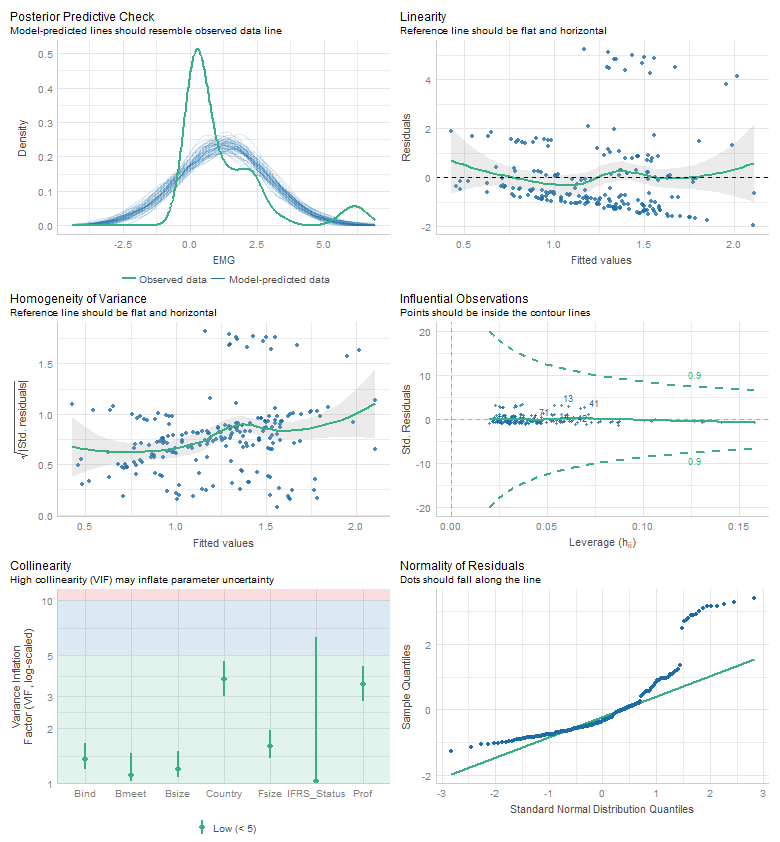 Posterior Predictive Check
Model-predicted lines should resemble observed data line
Density
0.5
0.4
0.3
0.2
0.1
0.0
-2.5
0.0
2.5
5.0
EMG
Observed data
Model-predicted data
Linearity
Reference line should be flat and horizontal
Residuals
4
2
0
-2
0.5
1.0
1.5
2.0
Fitted values
Homogeneity of Variance
Reference line should be flat and horizontal
√|Std. residuals|
1.5
1.0
0.5
0.0
0.5
1.0
1.5
2.0
Fitted values
Influential Observations
Points should be inside the contour lines
Std. Residuals
20
10
0
-10
-20
0.9
0.9
13
41
0.00
0.05
0.10
0.15
Leverage (hᵢᵢ)
Collinearity
High collinearity (VIF) may inflate parameter uncertainty
Variance Inflation
Factor (VIF, log-scaled)
10
5
3
2
1
Bind
Bmeet
Bsize
Country
Fsize
IFRS_Status
Prof
Low (< 5)
Normality of Residuals
Dots should fall along the line
Sample Quantiles
2
0
-2
-3
-2
-1
0
1
2
3
Standard Normal Distribution Quantiles